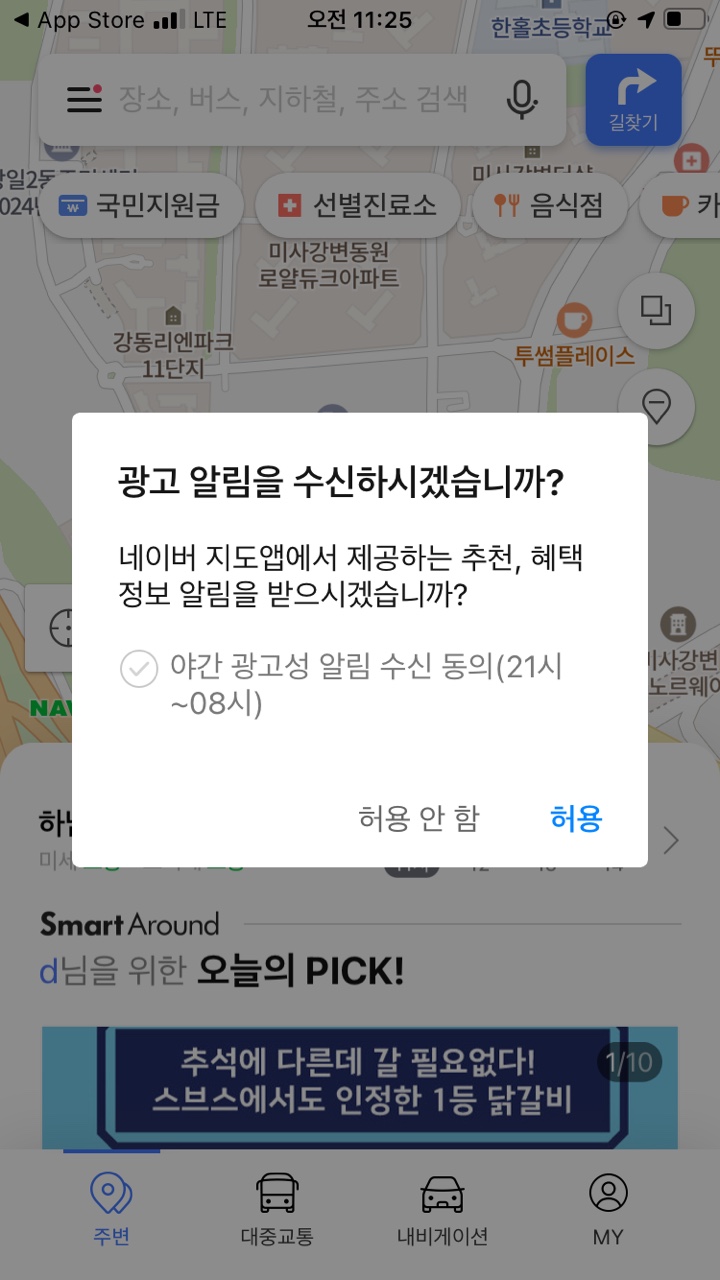 App Store LTE 오전 11:25
한홀초등학교
장소, 버스, 지하철, 주소 검색
길찾기
국민지원금 선별진료소 음식점
미사강변동원
로얄듀크아파트
강동리엔파크
11단지
투썸플레이스
광고 알림을 수신하시겠습니까?
네이버 지도앱에서 제공하는 추천, 혜택
정보 알림을 받으시겠습니까?
야간 광고성 알림 수신 동의(21시
~08시)
미사강변
노르웨이
허용 안 함 허용
Smart Around
d님을 위한 오늘의 PICK!
추석에 다른데 갈 필요없다!
1/10
스브스에서도 인정한 1등 닭갈비
주변 대중교통 내비게이션 MY